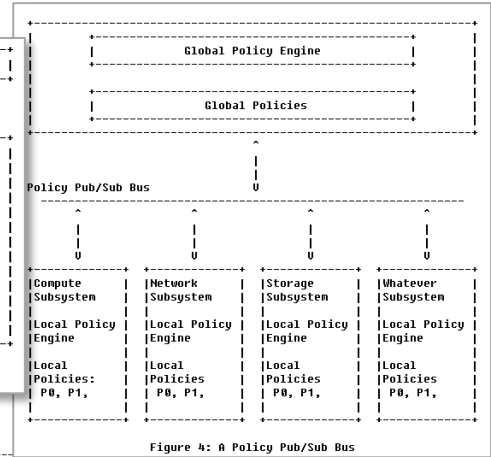 Global Policy Engine
Global Policies
Policy Pub/Sub Bus
Compute Subsystem
Local Policy Engine
Local Policies:
P0, P1,
Network Subsystem
Local Policy Engine
Local Policies
P0, P1,
Storage Subsystem
Local Policy Engine
Local Policies
P0, P1,
Whatever Subsystem
Local Policy Engine
Local Policies
P0, P1,
Figure 4: A Policy Pub/Sub Bus